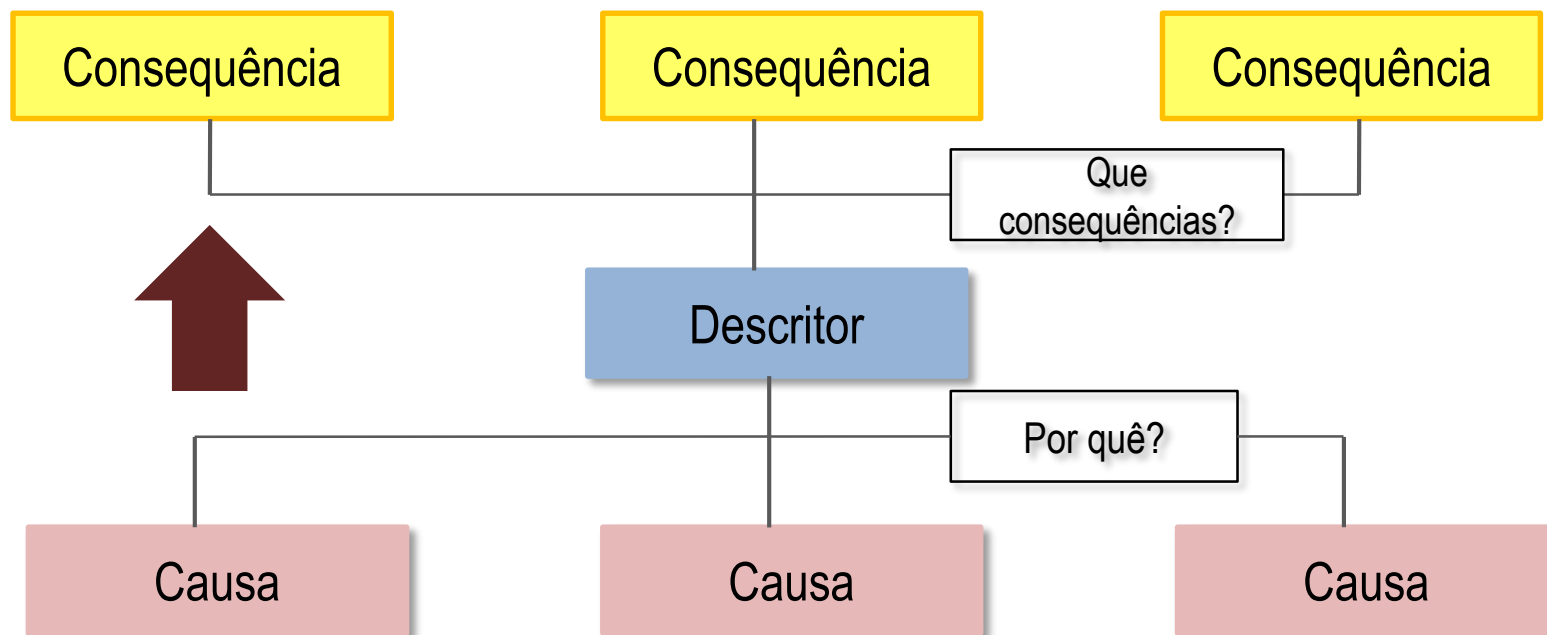 Consequência
Consequência
Consequência
Que
consequências?
Descritor
Por quê?
Causa
Causa
Causa